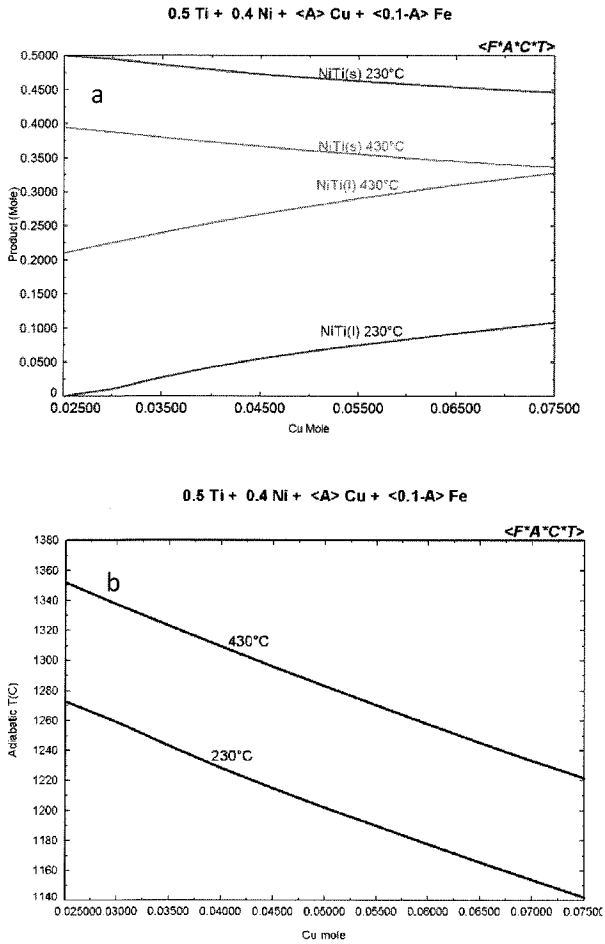 0.5 Ti + 0.4 Ni + <A> Cu + <0.1-A> Fe
<F*A*C*T>
a
NiTi(s) 230°C
NiTi(s) 430°C
NiTi(l) 430°C
NiTi(l) 230°C
Product (Mole)
0.5000
0.4500
0.4000
0.3500
0.3000
0.2500
0.2000
0.1500
0.1000
0.0500
0
0.02500 0.03500 0.04500 0.05500 0.06500 0.07500
Cu Mole
0.5 Ti + 0.4 Ni + <A> Cu + <0.1-A> Fe
<F*A*C*T>
b
430°C
230°C
Adiabatic T(C)
1380
1360
1340
1320
1300
1280
1260
1240
1220
1200
1180
1160
1140
0.02500 0.03000 0.03500 0.04000 0.04500 0.05000 0.05500 0.06000 0.06500 0.07000 0.07500
Cu mole